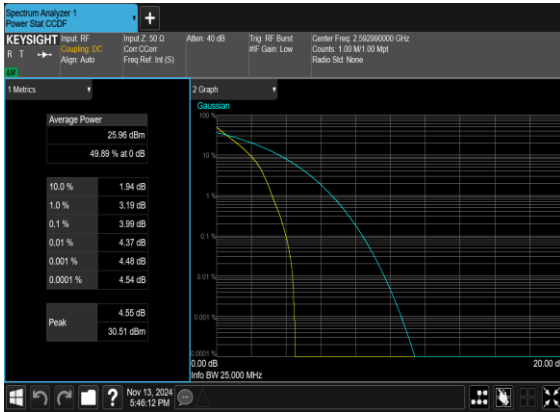 Spectrum Analyzer 1
Power Stat CCDF
KEYSIGHT
R T
LW
Input: RF
Coupling: DC
Align: Auto
Input Z: 50 Ω
Corr CCorr
Freq Ref: Int (S)
Atten: 40 dB
Trig: RF Burst
#IF Gain: Low
Center Freq: 2.592990000 GHz
Counts: 1.00 M/1.00 Mpt
Radio Std: None
1 Metrics
Average Power
25.96 dBm
49.89 % at 0 dB
10.0 % 1.94 dB
1.0 % 3.19 dB
0.1 % 3.99 dB
0.01 % 4.37 dB
0.001 % 4.48 dB
0.0001 % 4.54 dB
Peak
4.55 dB
30.51 dBm
2 Graph
Gaussian
100 %
10 %
1 %
0.1 %
0.01 %
0.001 %
0.0001 %
0.00 dB
20.00 d
Info BW 25.000 MHz
?
Nov 13, 2024
5:46:12 PM